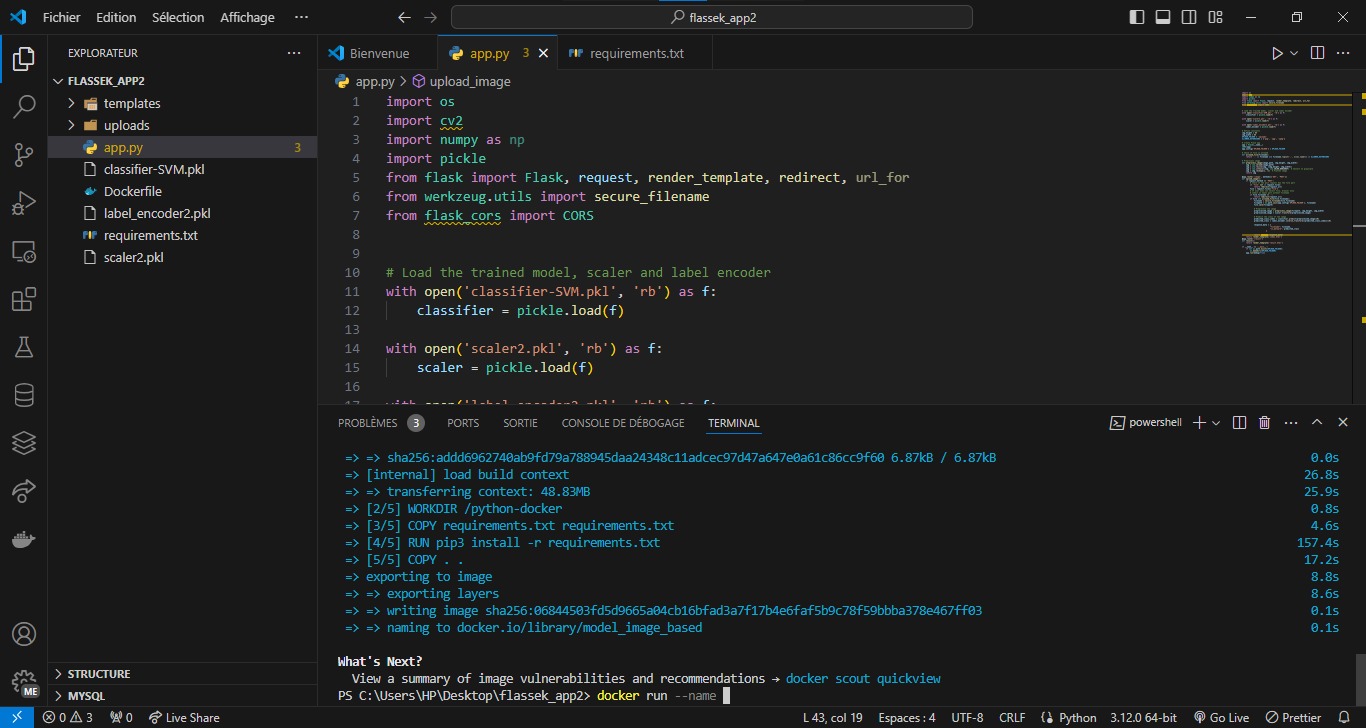 Fichier Edition Sélection Affichage ··· flassek_app2
EXPLORATEUR ···
FLASSEK_APP2
templates
uploads
app.py 3
classifier-SVM.pkl
Dockerfile
label_encoder2.pkl
requirements.txt
scaler2.pkl
STRUCTURE
MYSQL
Bienvenue app.py 3 requirements.txt
app.py > upload_image
1 import os
2 import cv2
3 import numpy as np
4 import pickle
5 from flask import Flask, request, render_template, redirect, url_for
6 from werkzeug.utils import secure_filename
7 from flask_cors import CORS
8
9
10 # Load the trained model, scaler and label encoder
11 with open('classifier-SVM.pkl', 'rb') as f:
12 classifier = pickle.load(f)
13
14 with open('scaler2.pkl', 'rb') as f:
15 scaler = pickle.load(f)
16
17 with open('label_encoder2.pkl', 'rb') as f:
PROBLÈMES 3 PORTS SORTIE CONSOLE DE DÉBOGAGE TERMINAL powershell
=> => sha256:addd6962740ab9fd79a788945daa24348c11adcec97d47a647e0a61c86cc9f60 6.87kB / 6.87kB 0.0s
=> [internal] load build context 26.8s
=> => transferring context: 48.83MB 25.9s
=> [2/5] WORKDIR /python-docker 0.8s
=> [3/5] COPY requirements.txt requirements.txt 4.6s
=> [4/5] RUN pip3 install -r requirements.txt 157.4s
=> [5/5] COPY . . 17.2s
=> exporting to image 8.8s
=> => exporting layers 8.6s
=> => writing image sha256:06844503fd5d9665a04cb16bfad3a7f17b4e6faf5b9c78f59bbba378e467ff03 0.1s
=> => naming to docker.io/library/model_image_based 0.1s
What's Next?
View a summary of image vulnerabilities and recommendations → docker scout quickview
PS C:\Users\HP\Desktop\flassek_app2> docker run --name
ME
0 3 0 Live Share L 43, col 19 Espaces : 4 UTF-8 CRLF Python 3.12.0 64-bit Go Live Prettier